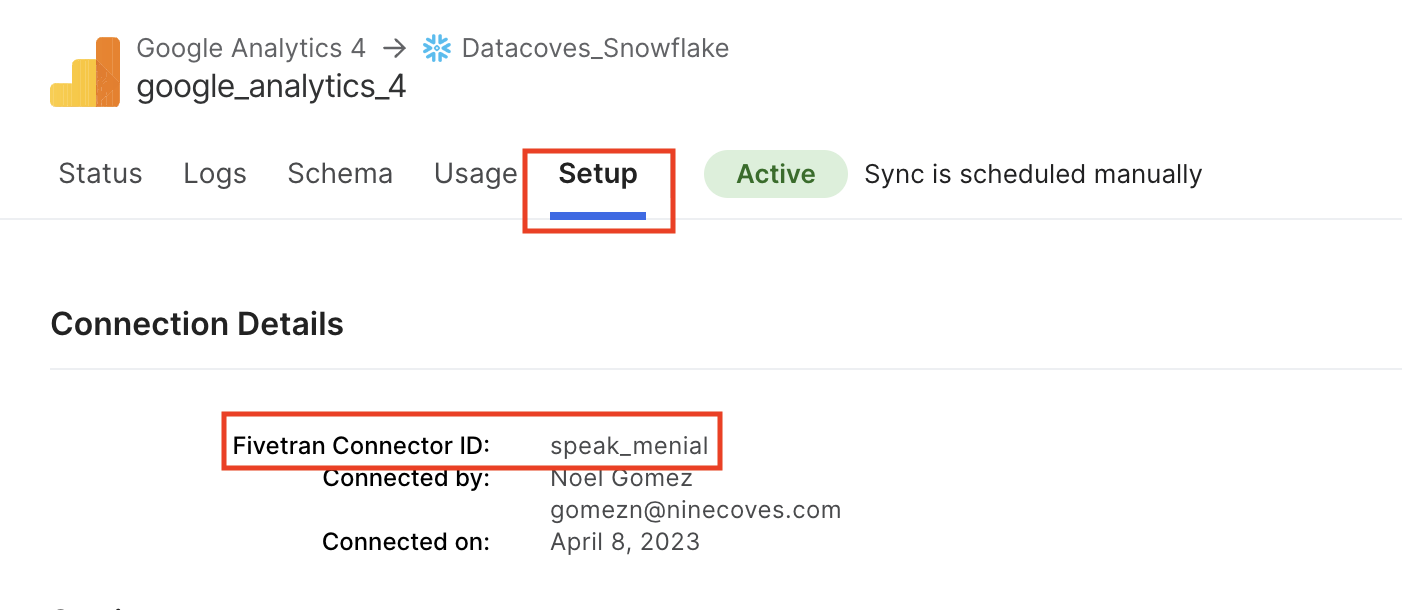 Google Analytics 4 → Datacoves_Snowflake
google_analytics_4
Status Logs Schema Usage Setup Active Sync is scheduled manually
Connection Details
Fivetran Connector ID: speak_menial
Connected by: Noel Gomez
gomezn@ninecoves.com
Connected on: April 8, 2023